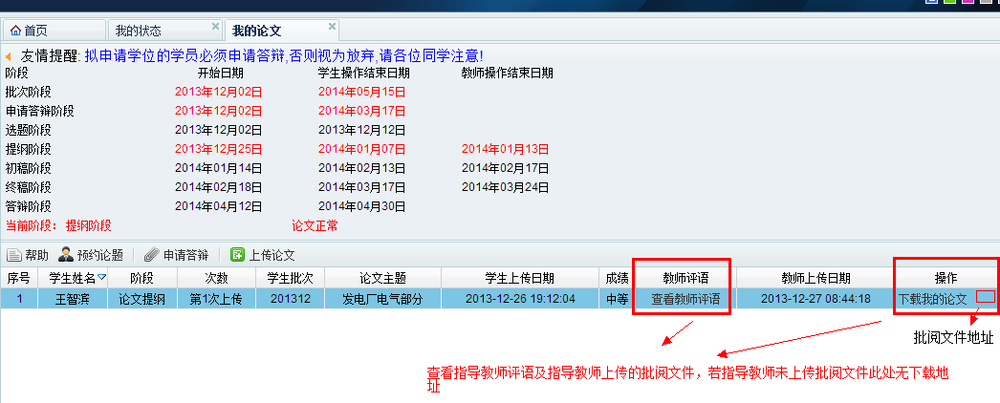 首页 我的状态 我的论文
友情提醒: 拟申请学位的学员必须申请答辩,否则视为放弃,请各位同学注意!
阶段 开始日期 学生操作结束日期 教师操作结束日期
批次阶段 2013年12月02日 2014年05月15日
申请答辩阶段 2013年12月02日 2014年03月17日
选题阶段 2013年12月02日 2013年12月12日
提纲阶段 2013年12月25日 2014年01月07日 2014年01月13日
初稿阶段 2014年01月14日 2014年02月13日 2014年02月17日
终稿阶段 2014年02月18日 2014年03月17日 2014年03月24日
答辩阶段 2014年04月12日 2014年04月30日
当前阶段: 提纲阶段 论文正常
帮助 预约论题 申请答辩 上传论文
序号 学生姓名 阶段 次数 学生批次 论文主题 学生上传日期 成绩 教师评语 教师上传日期 操作
1 王智滨 论文提纲 第1次上传 201312 发电厂电气部分 2013-12-26 19:12:04 中等 查看教师评语 2013-12-27 08:44:18 下载我的论文
批阅文件地址
查看指导教师评语及指导教师上传的批阅文件，若指导教师未上传批阅文件此处无下载地
址